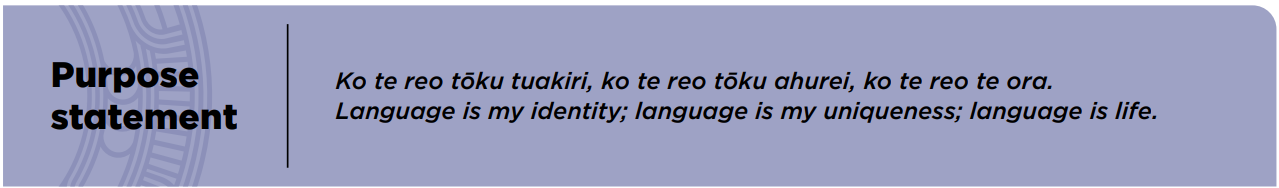 Purpose
statement
Ko te reo tōku tuakiri, ko te reo tōku ahurei, ko te reo te ora.
Language is my identity; language is my uniqueness; language is life.